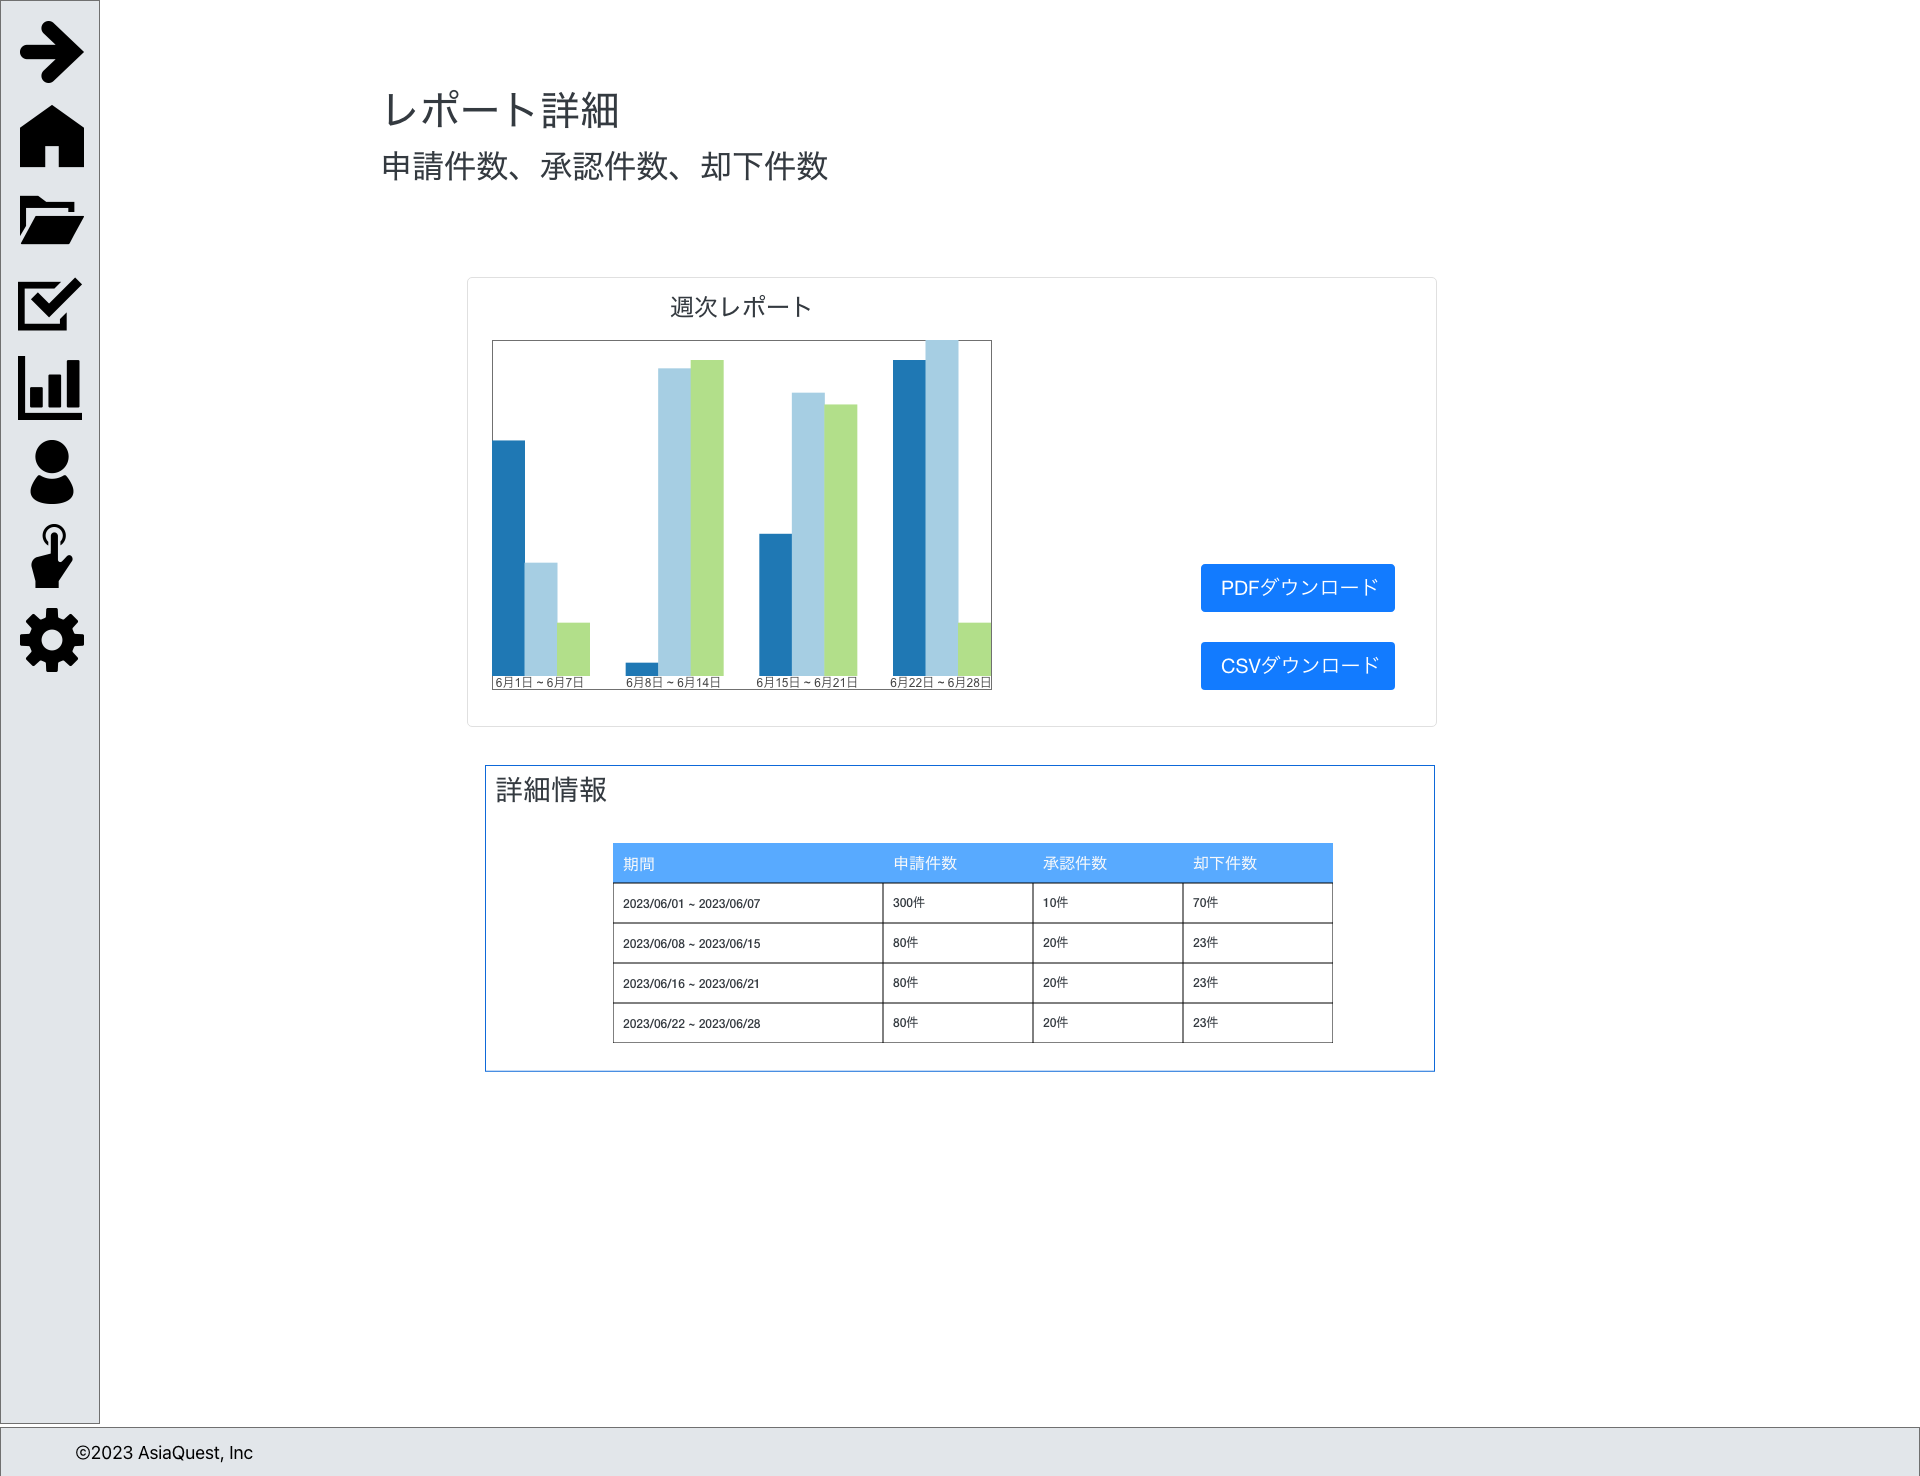 レポート詳細
申請件数、承認件数、却下件数
週次レポート
6月1日 ~ 6月7日 6月8日 ~ 6月14日 6月15日 ~ 6月21日 6月22日 ~ 6月28日
PDFダウンロード
CSVダウンロード
詳細情報
期間 申請件数 承認件数 却下件数
2023/06/01 ~ 2023/06/07 300件 10件 70件
2023/06/08 ~ 2023/06/15 80件 20件 23件
2023/06/16 ~ 2023/06/21 80件 20件 23件
2023/06/22 ~ 2023/06/28 80件 20件 23件
©2023 AsiaQuest, Inc